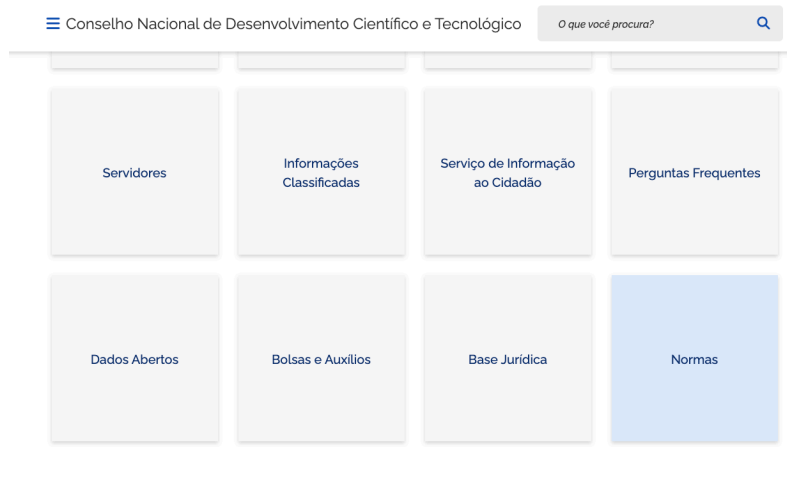 Conselho Nacional de Desenvolvimento Científico e Tecnológico
O que você procura?
Servidores
Informações
Classificadas
Serviço de Informação
ao Cidadão
Perguntas Frequentes
Dados Abertos
Bolsas e Auxílios
Base Jurídica
Normas